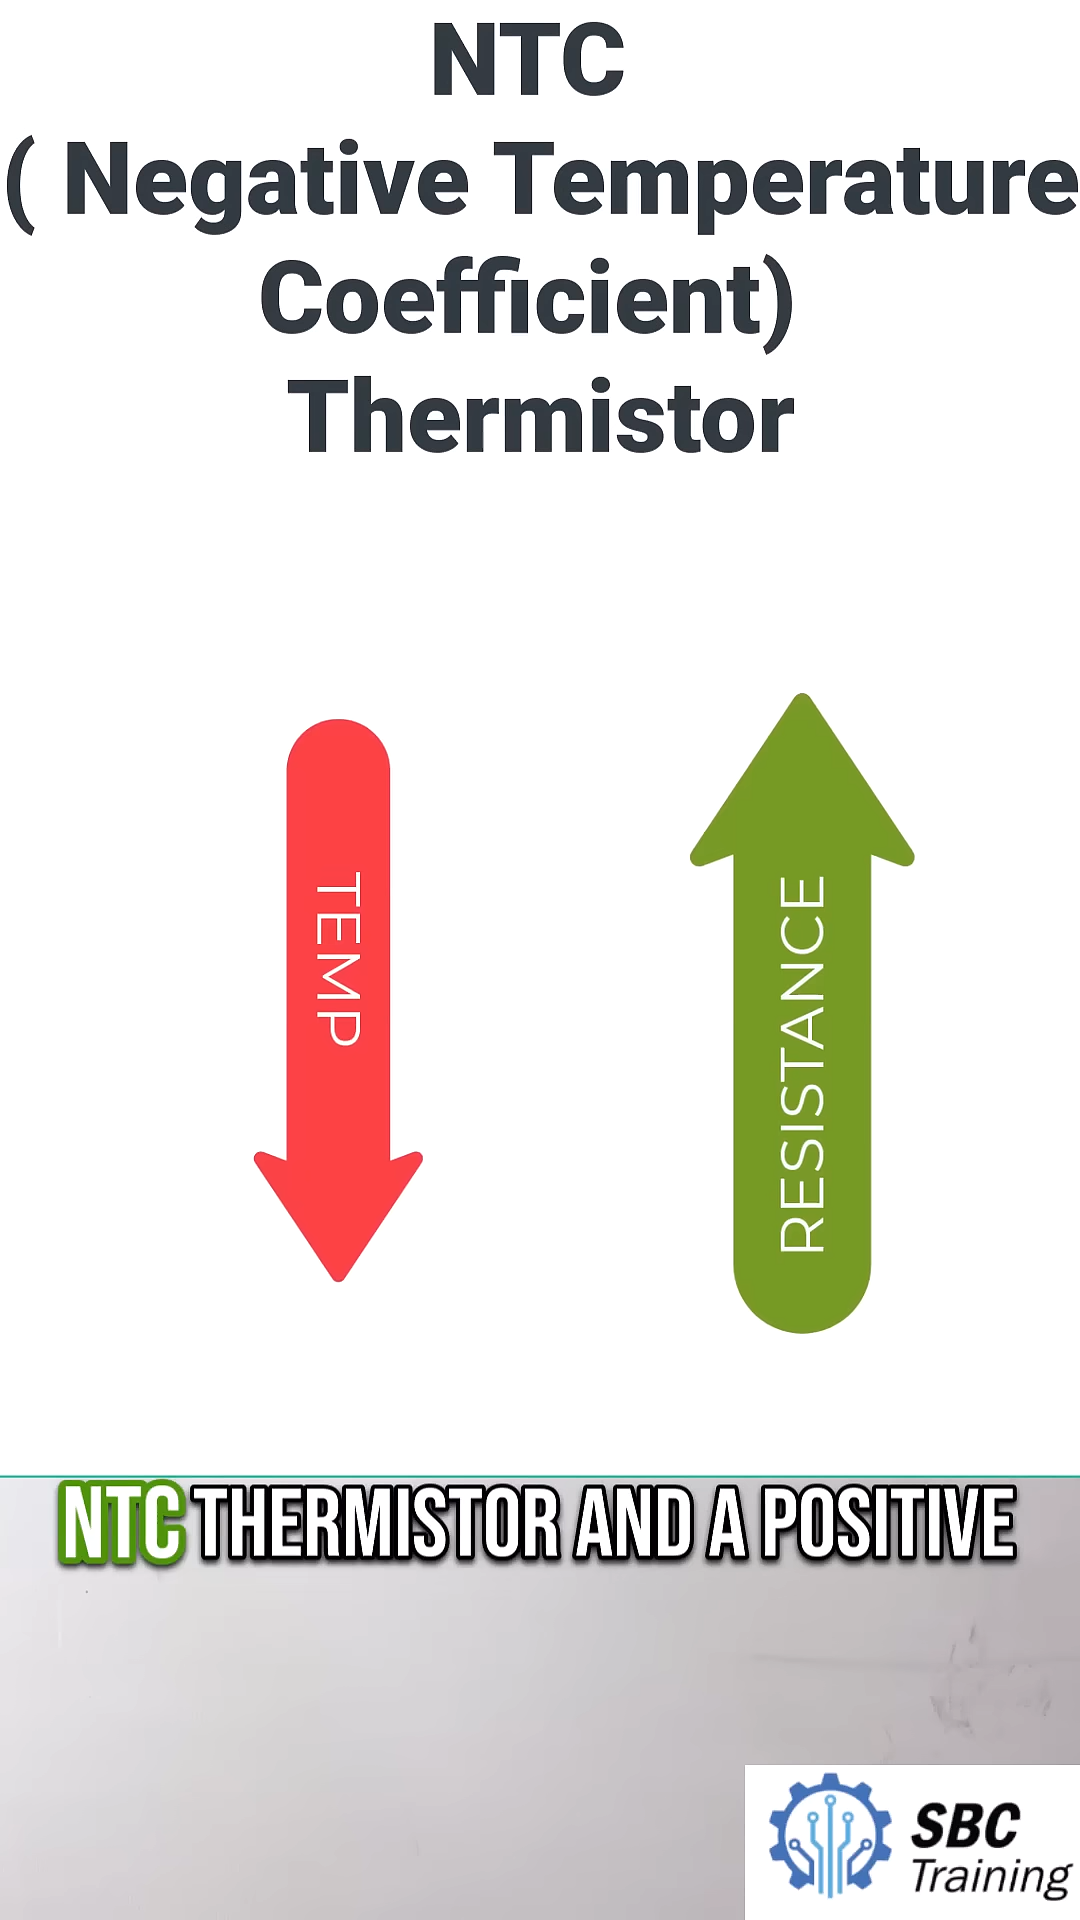 NTC
( Negative Temperature
Coefficient)
Thermistor
TEMP
RESISTANCE
NTC THERMISTOR AND A POSITIVE
SBC
Training